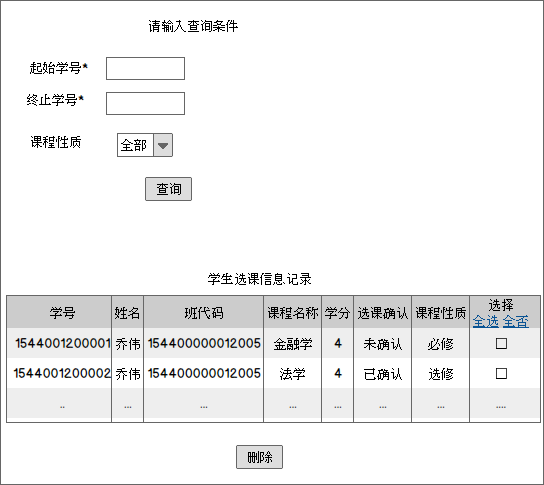 请输入查询条件
起始学号*
终止学号*
课程性质 全部
查询
学生选课信息记录
学号 姓名 班代码 课程名称 学分 选课确认 课程性质 选择
全选 全否
1544001200001 乔伟 154400000012005 金融学 4 未确认 必修
1544001200002 乔伟 154400000012005 法学 4 已确认 选修
.. ... ... ... ... ... ... ....
删除